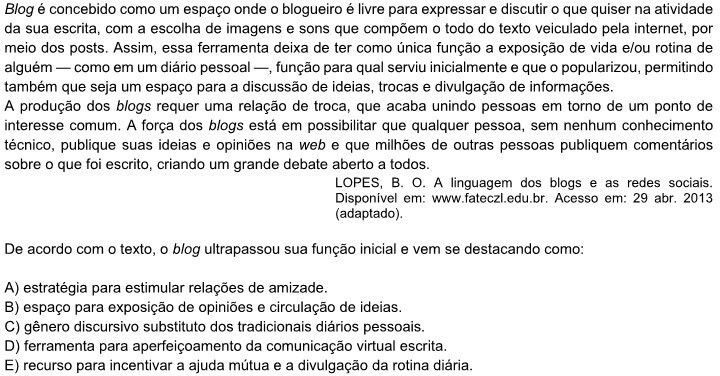 Blog é concebido como um espaço onde o blogueiro é livre para expressar e discutir o que quiser na atividade
da sua escrita, com a escolha de imagens e sons que compõem o todo do texto veiculado pela internet, por
meio dos posts. Assim, essa ferramenta deixa de ter como única função a exposição de vida e/ou rotina de
alguém — como em um diário pessoal —, função para qual serviu inicialmente e que o popularizou, permitindo
também que seja um espaço para a discussão de ideias, trocas e divulgação de informações.
A produção dos blogs requer uma relação de troca, que acaba unindo pessoas em torno de um ponto de
interesse comum. A força dos blogs está em possibilitar que qualquer pessoa, sem nenhum conhecimento
técnico, publique suas ideias e opiniões na web e que milhões de outras pessoas publiquem comentários
sobre o que foi escrito, criando um grande debate aberto a todos.
LOPES, B. O. A linguagem dos blogs e as redes sociais.
Disponível em: www.fateczl.edu.br. Acesso em: 29 abr. 2013
(adaptado).
De acordo com o texto, o blog ultrapassou sua função inicial e vem se destacando como:
A) estratégia para estimular relações de amizade.
B) espaço para exposição de opiniões e circulação de ideias.
C) gênero discursivo substituto dos tradicionais diários pessoais.
D) ferramenta para aperfeiçoamento da comunicação virtual escrita.
E) recurso para incentivar a ajuda mútua e a divulgação da rotina diária.